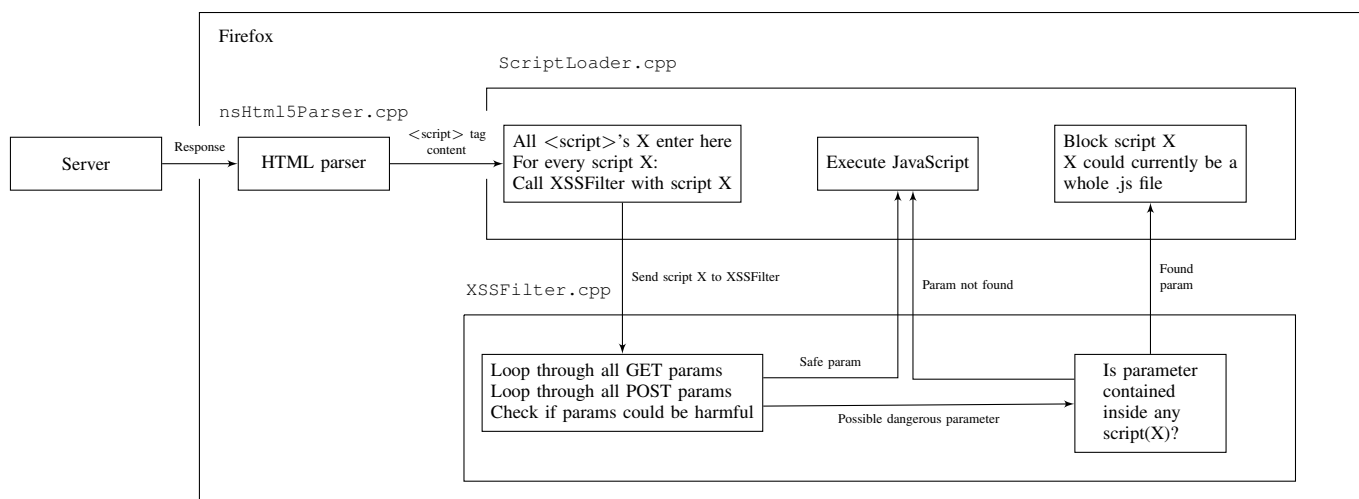 Firefox
ScriptLoader.cpp
nsHtml5Parser.cpp
Server
Response
HTML parser
<script> tag
content
All <script>'s X enter here
For every script X:
Call XSSFilter with script X
Execute JavaScript
Block script X
X could currently be a
whole .js file
Send script X to XSSFilter
Param not found
Found
param
XSSFilter.cpp
Loop through all GET params
Loop through all POST params
Check if params could be harmful
Safe param
Possible dangerous parameter
Is parameter
contained
inside any
script(X)?